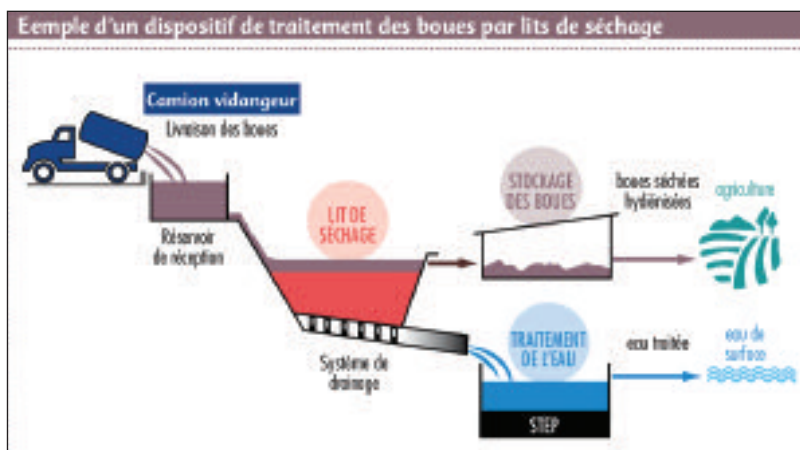 Eemple d'un dispositif de traitement des boues par lits de séchage
Camion vidangeur
Livraison des boues
Réservoir
de réception
LIT DE
SÉCHAGE
Système de
drainage
STOCKAGE
DES BOUES
boues séchées
hydiénisées
agriculture
TRAITEMENT
DE L'EAU
STEP
eau traitée
eau de
surface